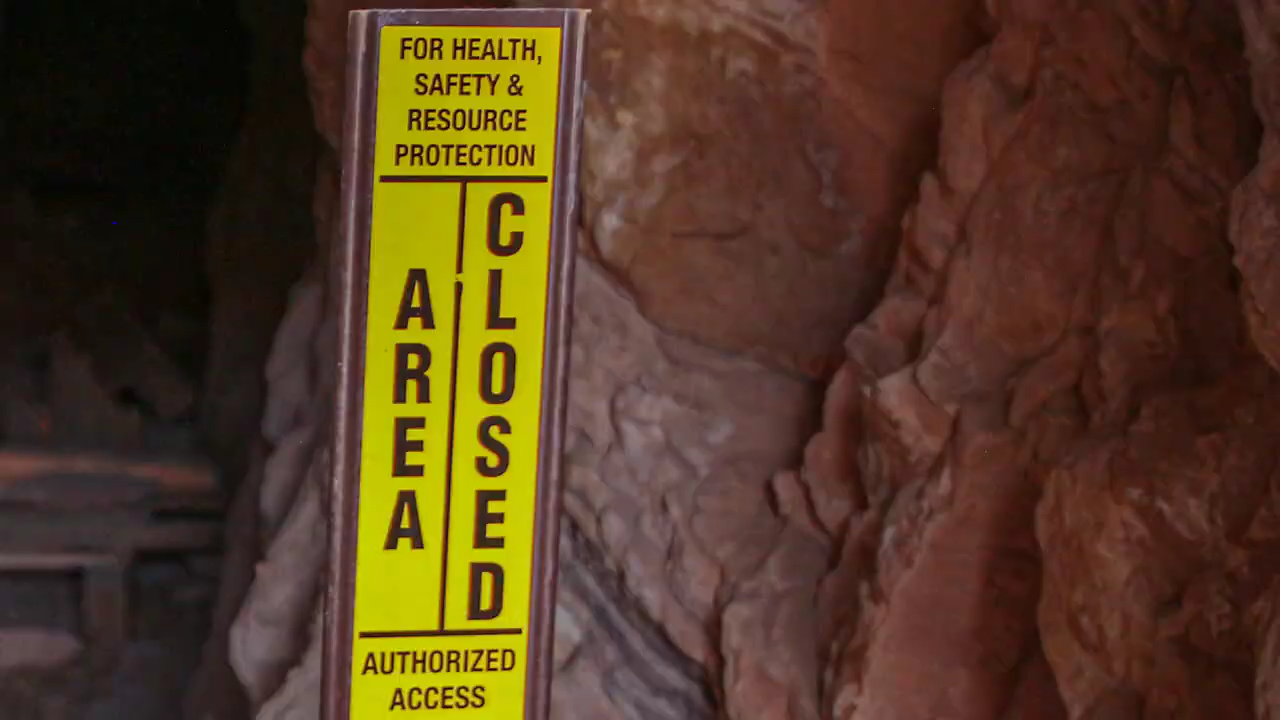 FOR HEALTH,
SAFETY &
RESOURCE
PROTECTION
AREA
CLOSED
AUTHORIZED
ACCESS